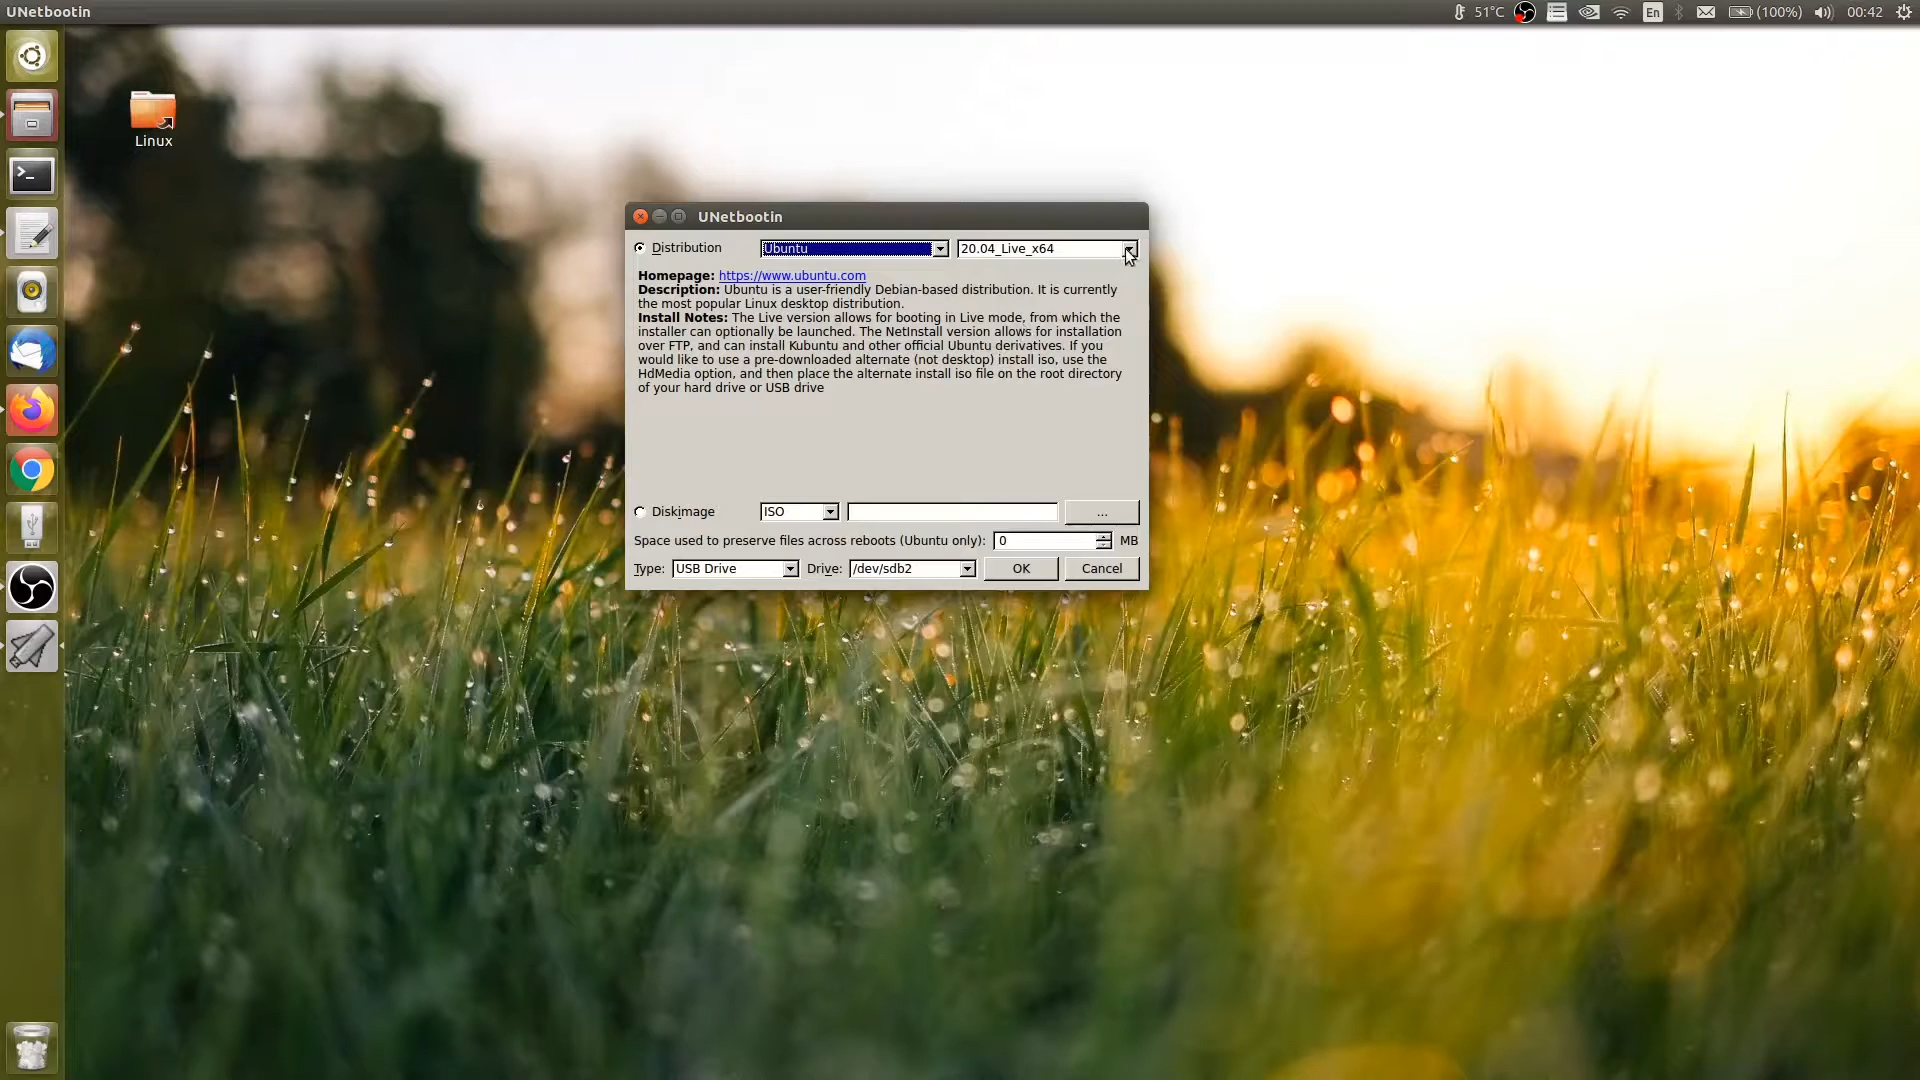 UNetbootin
51°C
En
(100%)
00:42
Linux
UNetbootin
Distribution
Ubuntu
20.04_Live_x64
Homepage: https://www.ubuntu.com
Description: Ubuntu is a user-friendly Debian-based distribution. It is currently
the most popular Linux desktop distribution.
Install Notes: The Live version allows for booting in Live mode, from which the
installer can optionally be launched. The NetInstall version allows for installation
over FTP, and can install Kubuntu and other official Ubuntu derivatives. If you
would like to use a pre-downloaded alternate (not desktop) install iso, use the
HdMedia option, and then place the alternate install iso file on the root directory
of your hard drive or USB drive
Diskimage
ISO
...
Space used to preserve files across reboots (Ubuntu only):
0
MB
Type:
USB Drive
Drive:
/dev/sdb2
OK
Cancel